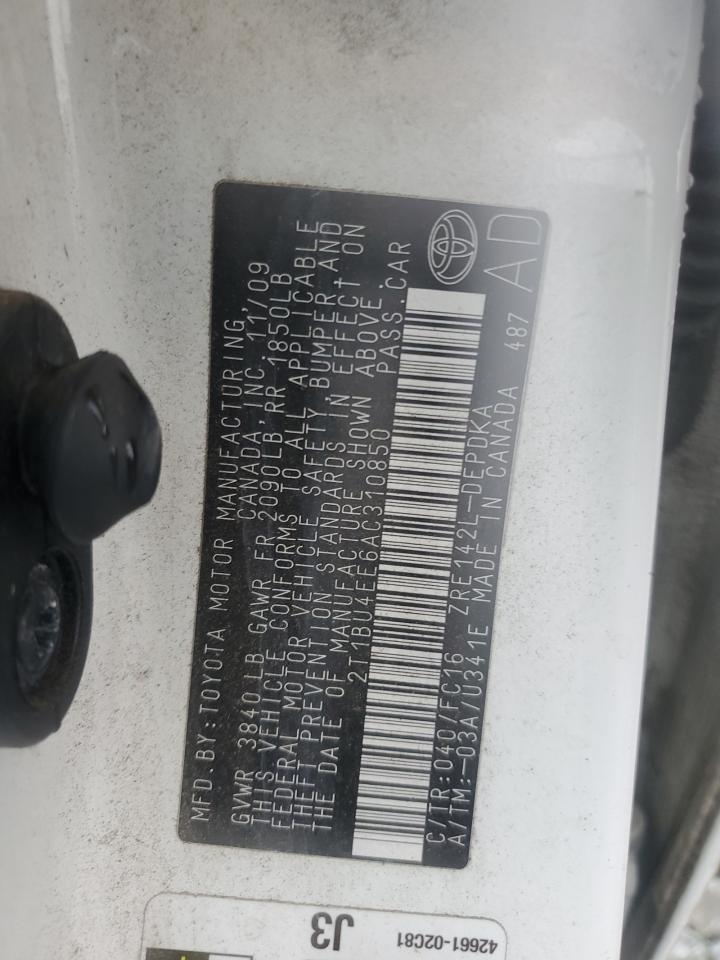 MFD.BY:TOYOTA MOTOR MANUFACTURING
CANADA,INC. 11/09
GVWR 3840LB GAWR FR 2090LB,RR 1850LB
THIS VEHICLE CONFORMS TO ALL APPLICABLE
FEDERAL MOTOR VEHICLE SAFETY BUMPER AND
THEFT PREVENTION STANDARDS IN EFFECT ON
THE DATE OF MANUFACTURE SHOWN ABOVE.
2T1BU4EE6AC310850 PASS.CAR
C/TR:040/FC16 ZRE142L-DEPDKA
A/TM:-03A/U341E MADE IN CANADA 487
AD
J3
42661-02C81